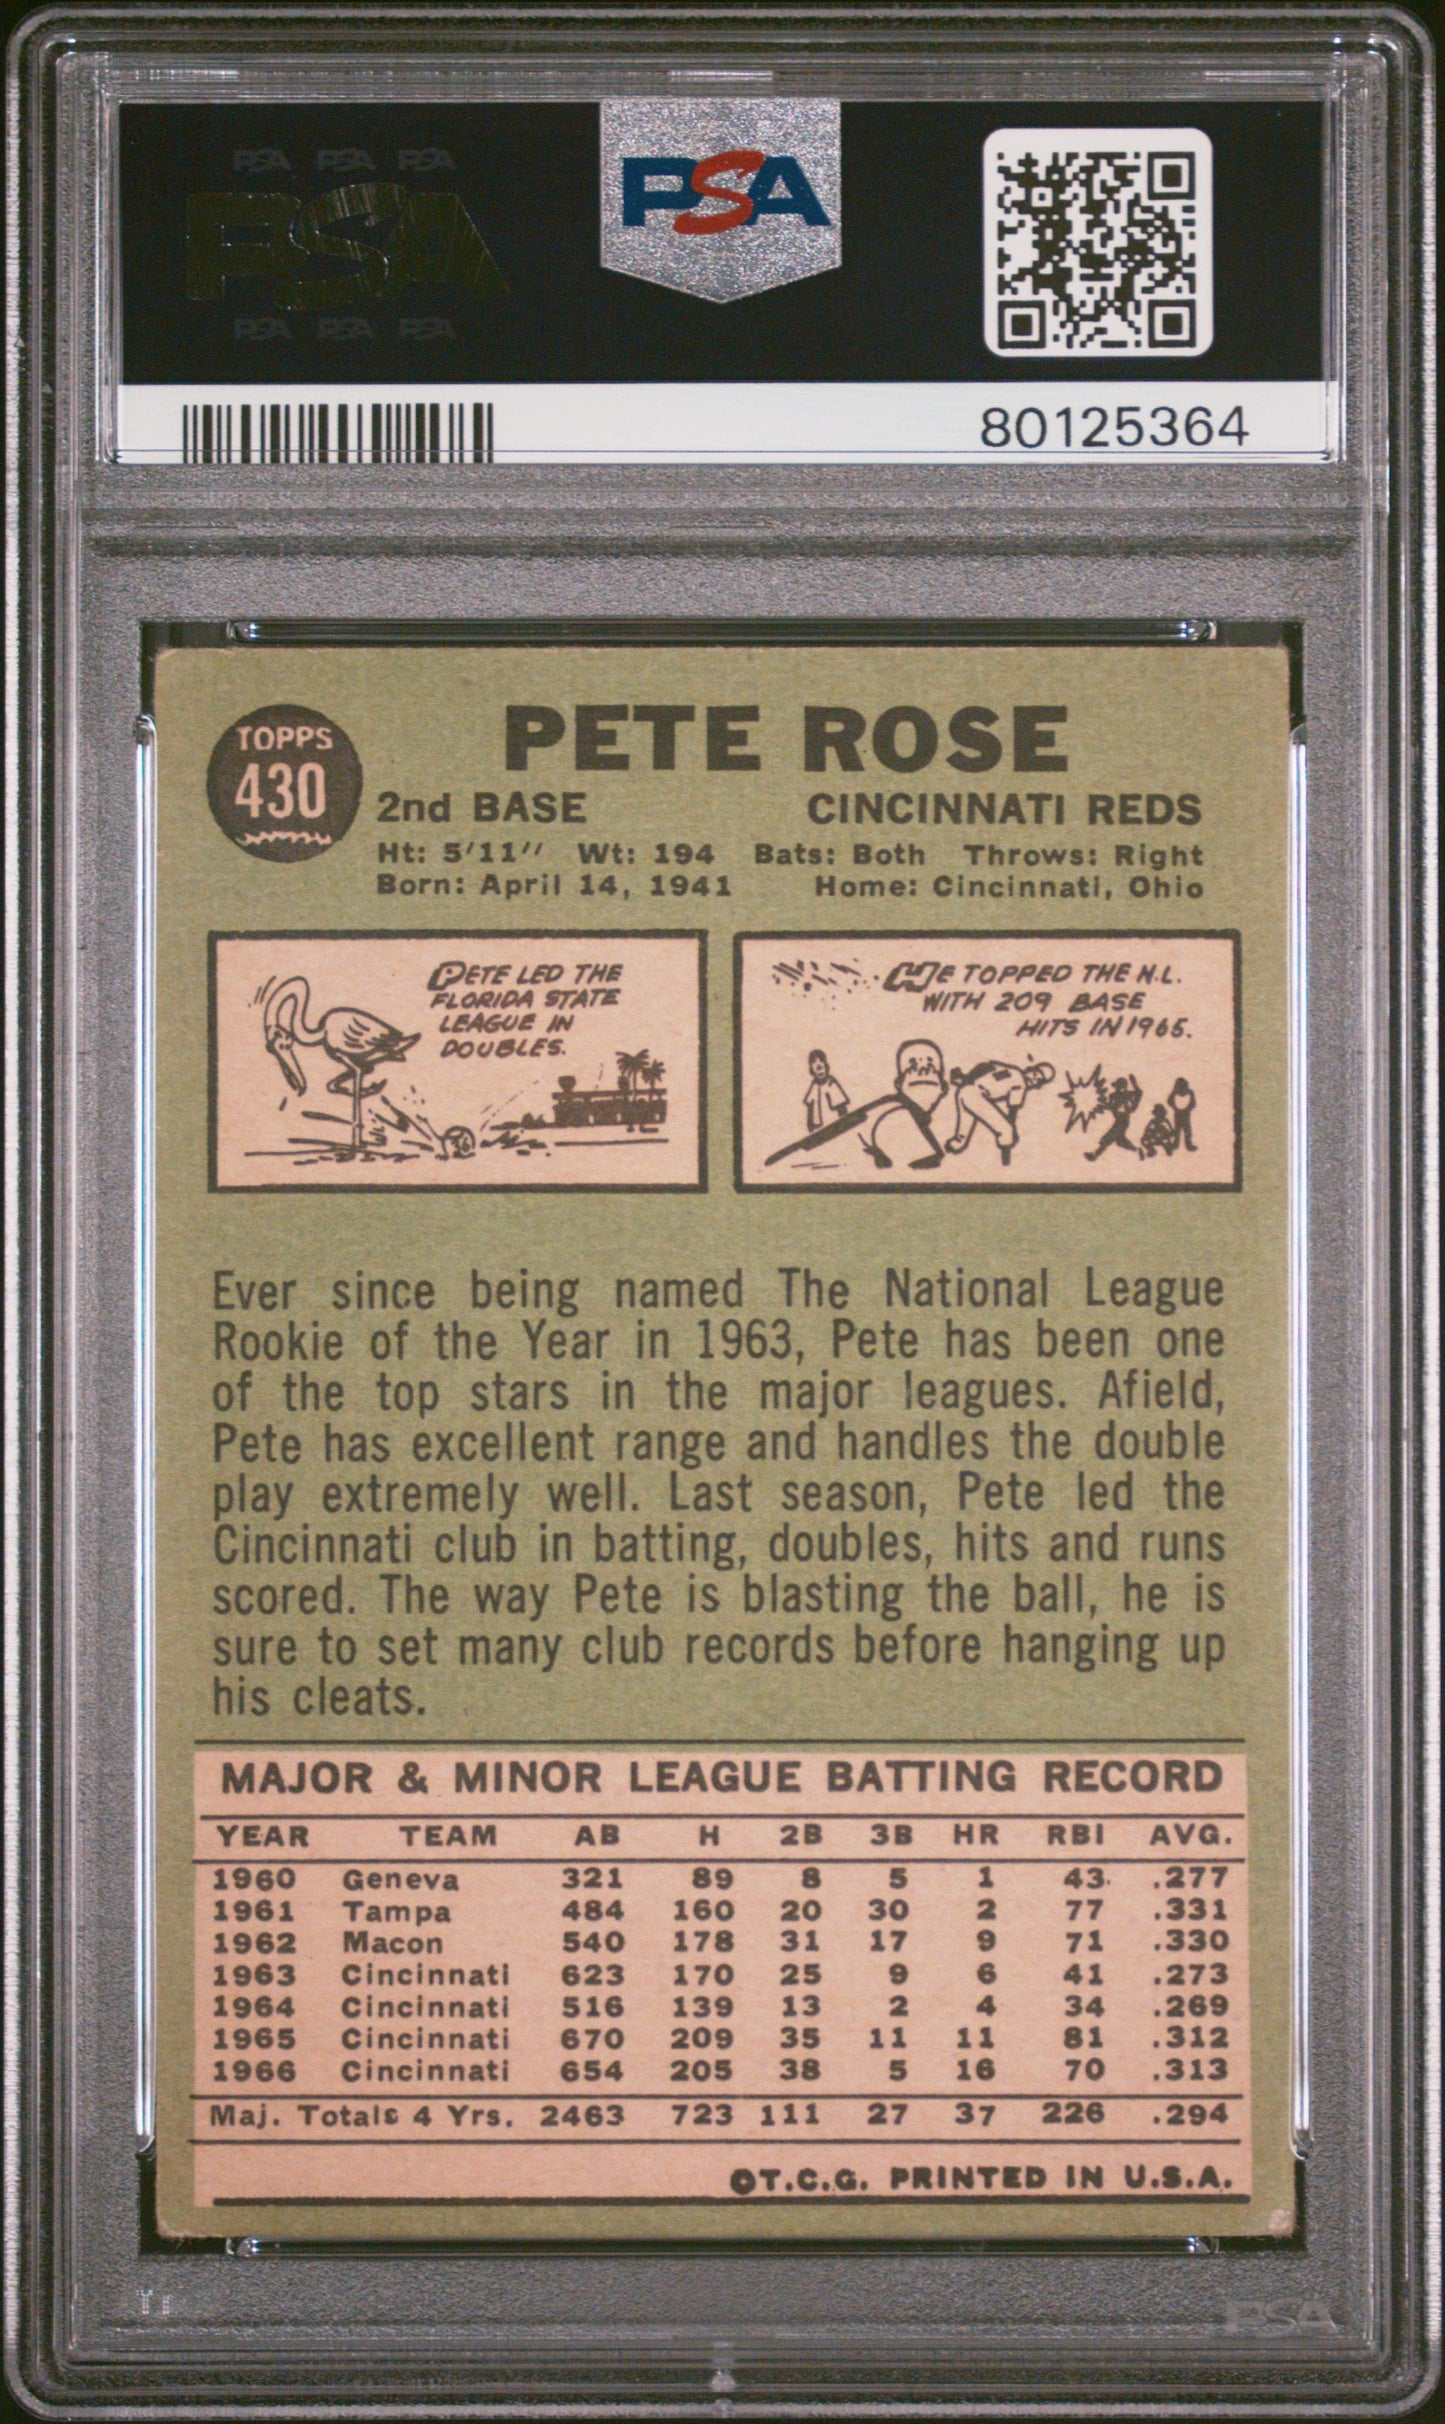 PSA PSA PSA
PSA
PSA PSA PSA
PSA
80125364
TOPPS
430
PETE ROSE
2nd BASE CINCINNATI REDS
Ht: 5'11" Wt: 194 Bats: Both Throws: Right
Born: April 14, 1941 Home: Cincinnati, Ohio
PETE LED THE
FLORIDA STATE
LEAGUE IN
DOUBLES.
HE TOPPED THE N.L.
WITH 209 BASE
HITS IN 1965.
Ever since being named The National League
Rookie of the Year in 1963, Pete has been one
of the top stars in the major leagues. Afield,
Pete has excellent range and handles the double
play extremely well. Last season, Pete led the
Cincinnati club in batting, doubles, hits and runs
scored. The way Pete is blasting the ball, he is
sure to set many club records before hanging up
his cleats.
MAJOR & MINOR LEAGUE BATTING RECORD
YEAR TEAM AB H 2B 3B HR RBI AVG.
1960 Geneva 321 89 8 5 1 43 .277
1961 Tampa 484 160 20 30 2 77 .331
1962 Macon 540 178 31 17 9 71 .330
1963 Cincinnati 623 170 25 9 6 41 .273
1964 Cincinnati 516 139 13 2 4 34 .269
1965 Cincinnati 670 209 35 11 11 81 .312
1966 Cincinnati 654 205 38 5 16 70 .313
Maj. Totals 4 Yrs. 2463 723 111 27 37 226 .294
©T.C.G. PRINTED IN U.S.A.
PSA